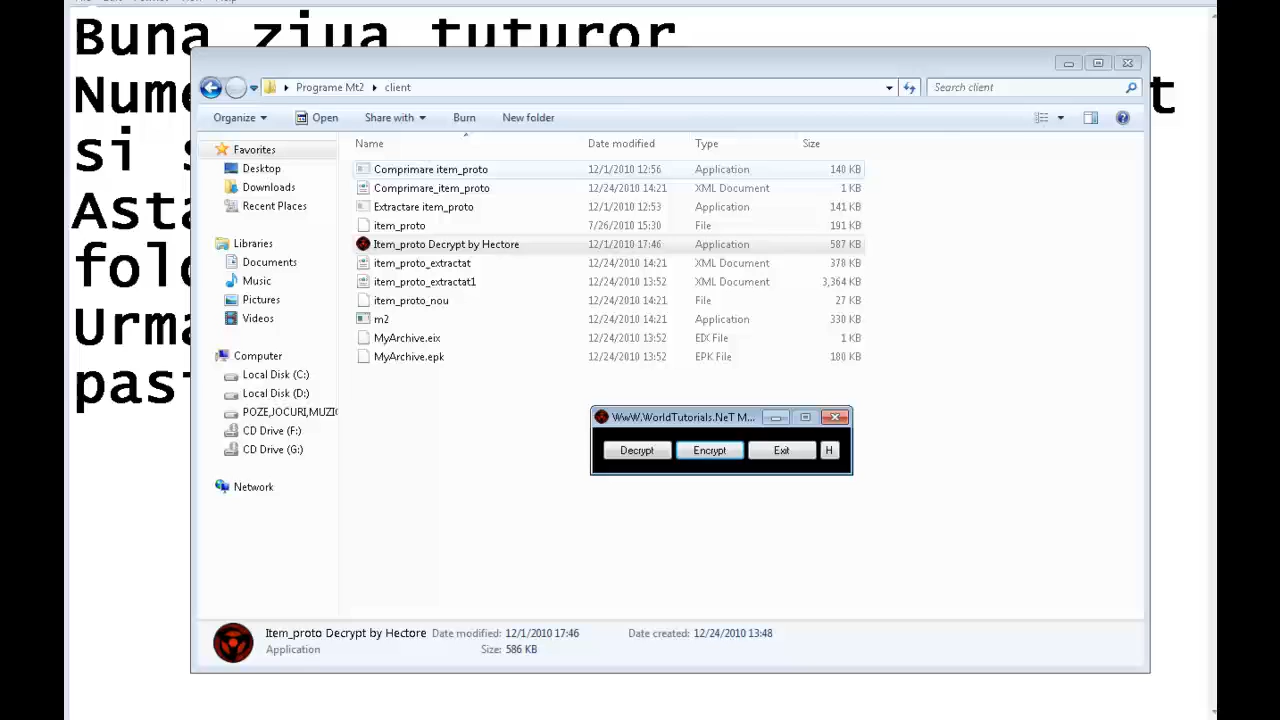 Buna ziua tuturor
Nume
t
si
Asta
Urma
Programe Mt2 client
Search client
Organize Open Share with Burn New folder
Name Date modified Type Size
Favorites
Desktop
Downloads
Recent Places
Libraries
Documents
Music
Pictures
Videos
Computer
Local Disk (C:)
Local Disk (D:)
POZE,JOCURI,MUZI
CD Drive (F:)
CD Drive (G:)
Network
Comprimare item_proto 12/1/2010 12:56 Application 140 KB
Comprimare_item_proto 12/24/2010 14:21 XML Document 1 KB
Extractare item_proto 12/1/2010 12:53 Application 141 KB
item_proto 7/26/2010 15:30 File 191 KB
Item_proto Decrypt by Hectore 12/1/2010 17:46 Application 587 KB
item_proto_extractat 12/24/2010 14:21 XML Document 378 KB
item_proto_extractat1 12/24/2010 13:52 XML Document 3,364 KB
item_proto_nou 12/24/2010 14:21 File 27 KB
m2 12/24/2010 14:21 Application 330 KB
MyArchive.eix 12/24/2010 13:52 EIX File 1 KB
MyArchive.epk 12/24/2010 13:52 EPK File 180 KB
WwW.WorldTutorials.NeT M...
Decrypt Encrypt Exit H
Item_proto Decrypt by Hectore Date modified: 12/1/2010 17:46 Date created: 12/24/2010 13:48
Application Size: 586 KB